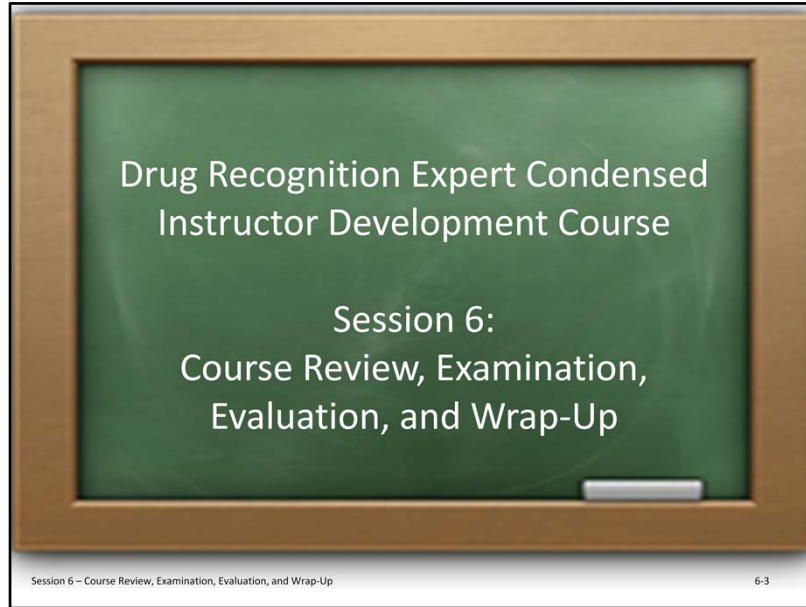 Drug Recognition Expert Condensed
Instructor Development Course
Session 6:
Course Review, Examination,
Evaluation, and Wrap-Up
Session 6 – Course Review, Examination, Evaluation, and Wrap-Up
6-3